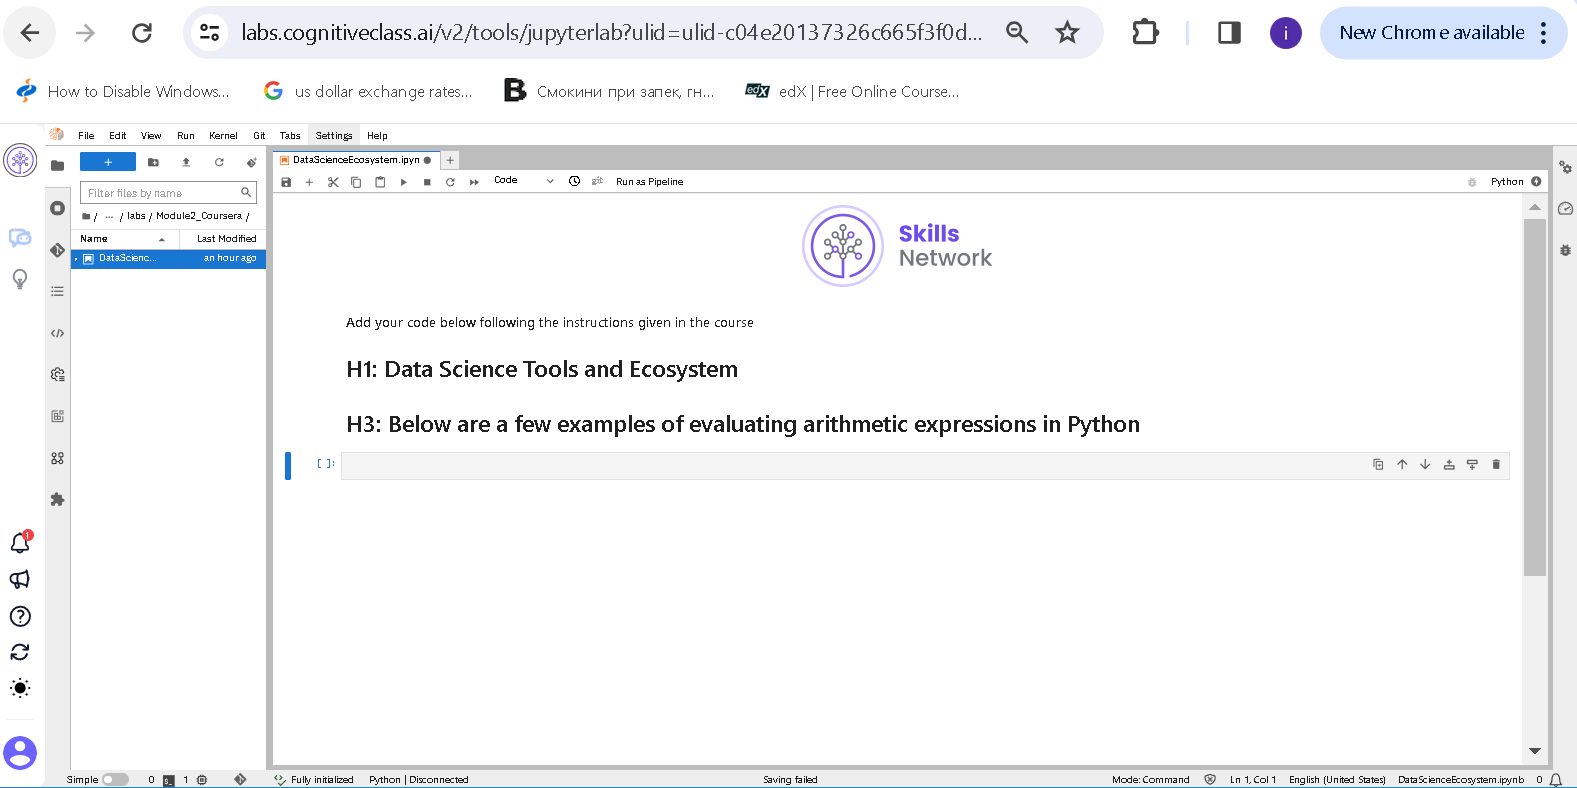 labs.cognitiveclass.ai/v2/tools/jupyterlab?ulid=ulid-c04e20137326c665f3f0d...
i
New Chrome available
How to Disable Windows...
us dollar exchange rates...
Смокини при запек, гн...
edX | Free Online Course...
File Edit View Run Kernel Git Tabs Settings Help
+
DataScienceEcosystem.ipyn
+
Filter files by name
Code
git
Run as Pipeline
Python
/ ... / labs / Module2_Coursera /
Name
Last Modified
DataScienc...
an hour ago
Skills
Network
Add your code below following the instructions given in the course
H1: Data Science Tools and Ecosystem
H3: Below are a few examples of evaluating arithmetic expressions in Python
[ ]:
1
Simple
0
1
Fully initialized
Python | Disconnected
Saving failed
Mode: Command
Ln 1, Col 1
English (United States)
DataScienceEcosystem.ipynb
0